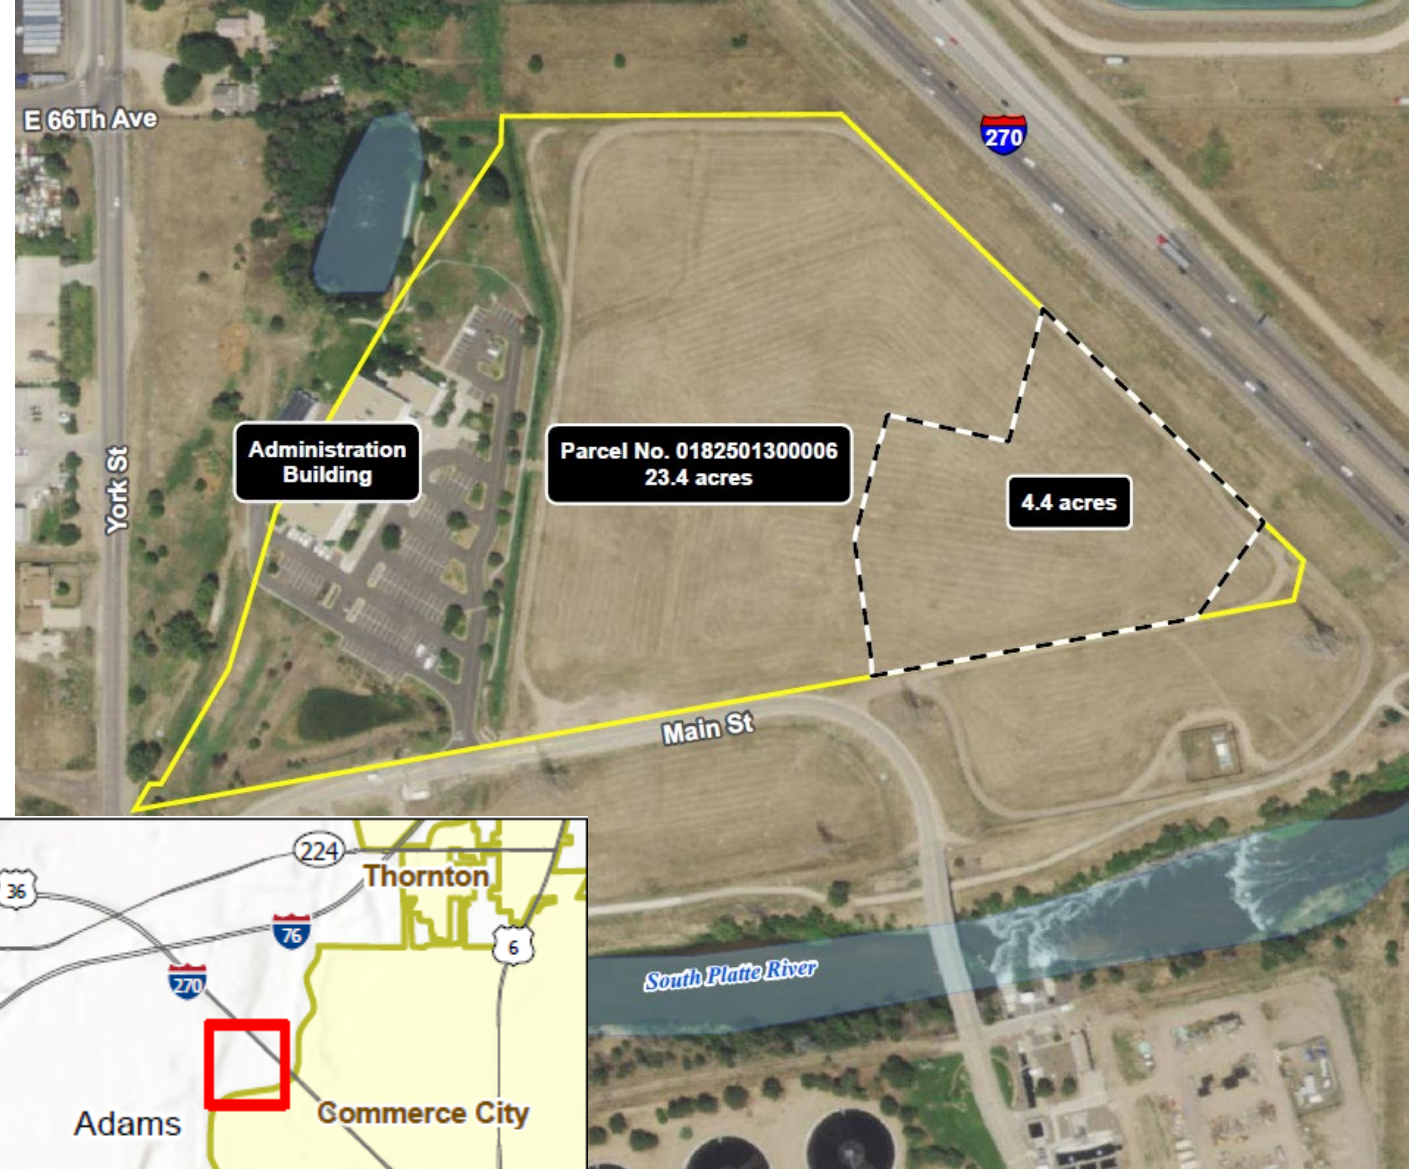 E 66Th Ave
270
York St
Administration
Building
Parcel No. 0182501300006
23.4 acres
4.4 acres
Main St
South Platte River
224
36
Thornton
76
6
270
Adams
Commerce City